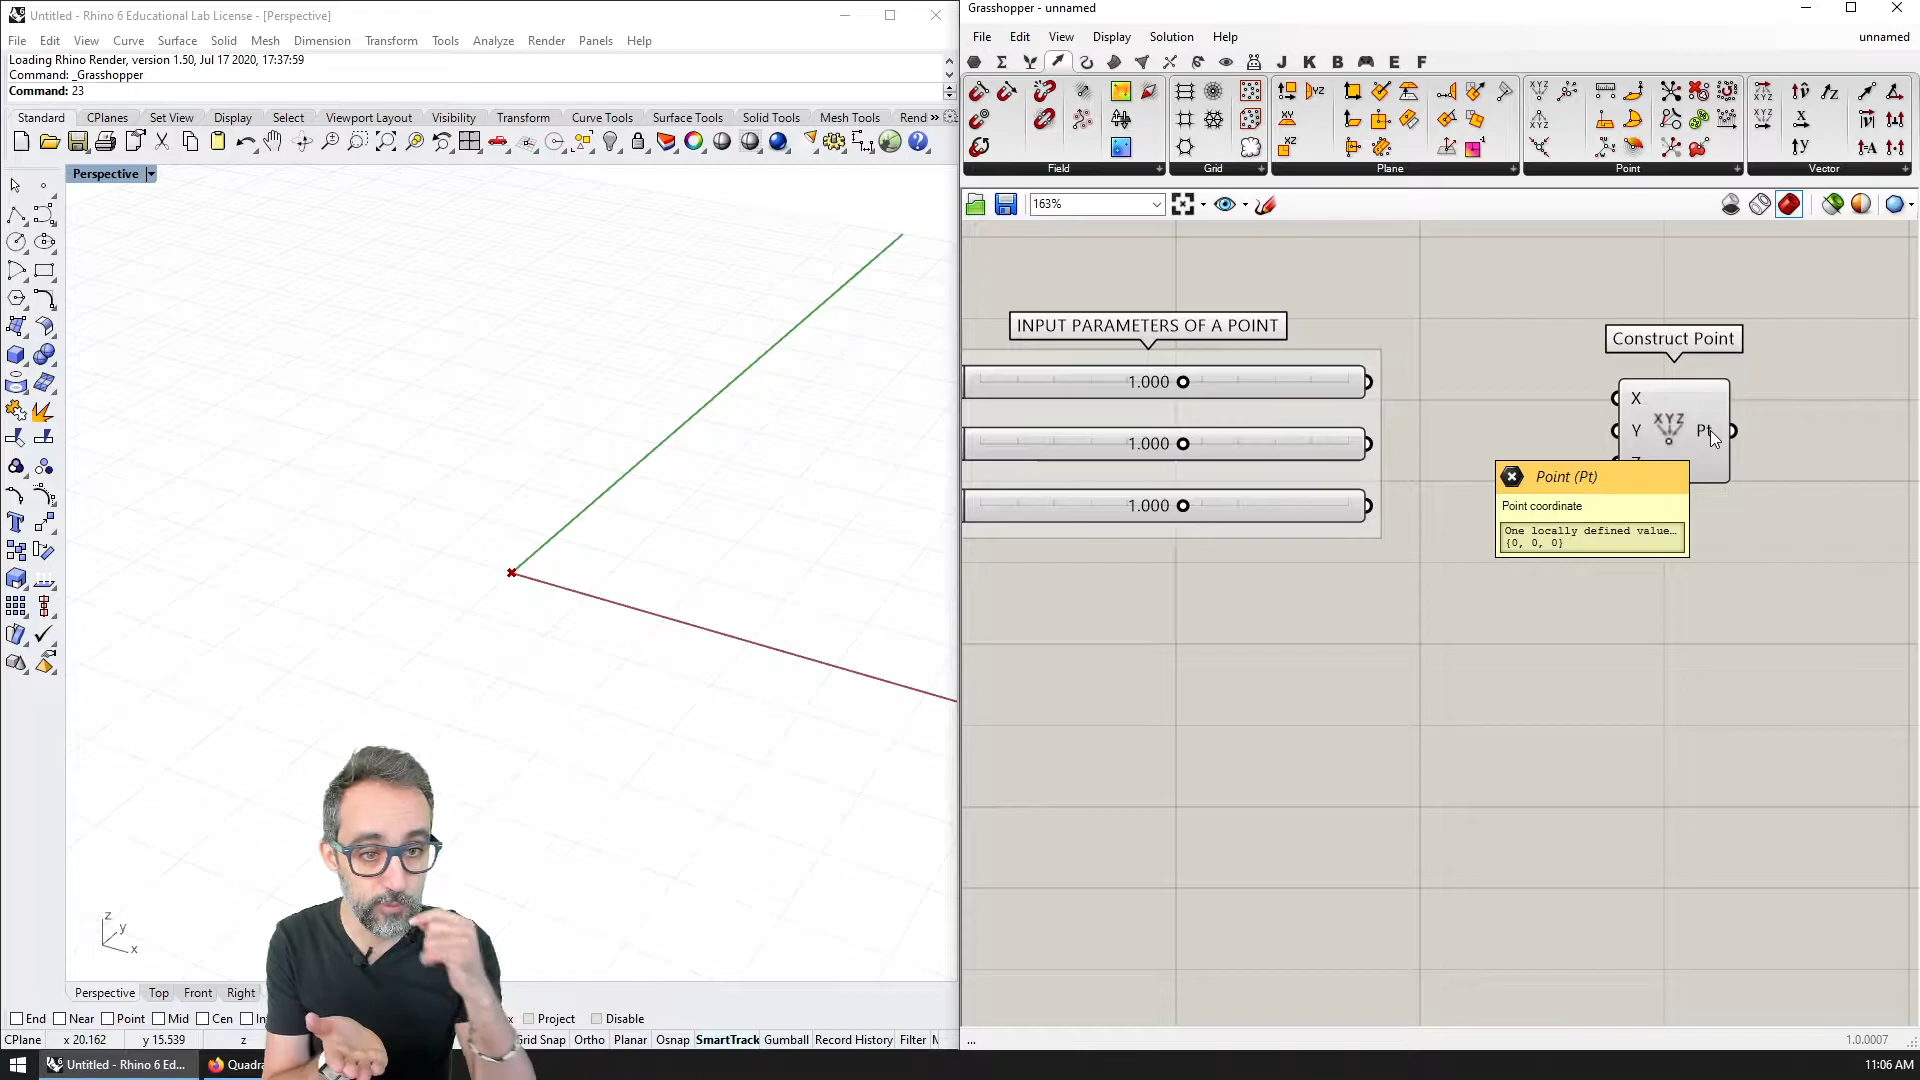 Untitled - Rhino 6 Educational Lab License - [Perspective]
File Edit View Curve Surface Solid Mesh Dimension Transform Tools Analyze Render Panels Help
Loading Rhino Render, version 1.50, Jul 17 2020, 17:37:59
Command: _Grasshopper
Command: 23
Standard CPlanes Set View Display Select Viewport Layout Visibility Transform Curve Tools Surface Tools Solid Tools Mesh Tools Rend »
Perspective
z
y
x
Perspective Top Front Right
End Near Point Mid Cen Project Disable
CPlane x 20.162 y 15.539 z Grid Snap Ortho Planar Osnap SmartTrack Gumball Record History Filter
Untitled - Rhino 6 Ed... Quadra
Grasshopper - unnamed
File Edit View Display Solution Help unnamed
J K B E F
Field Grid Plane Point Vector
163%
INPUT PARAMETERS OF A POINT
1.000
1.000
1.000
Construct Point
X
Y
XYZ
Pt
Point (Pt)
Point coordinate
One locally defined value…
{0, 0, 0}
...
1.0.0007
11:06 AM